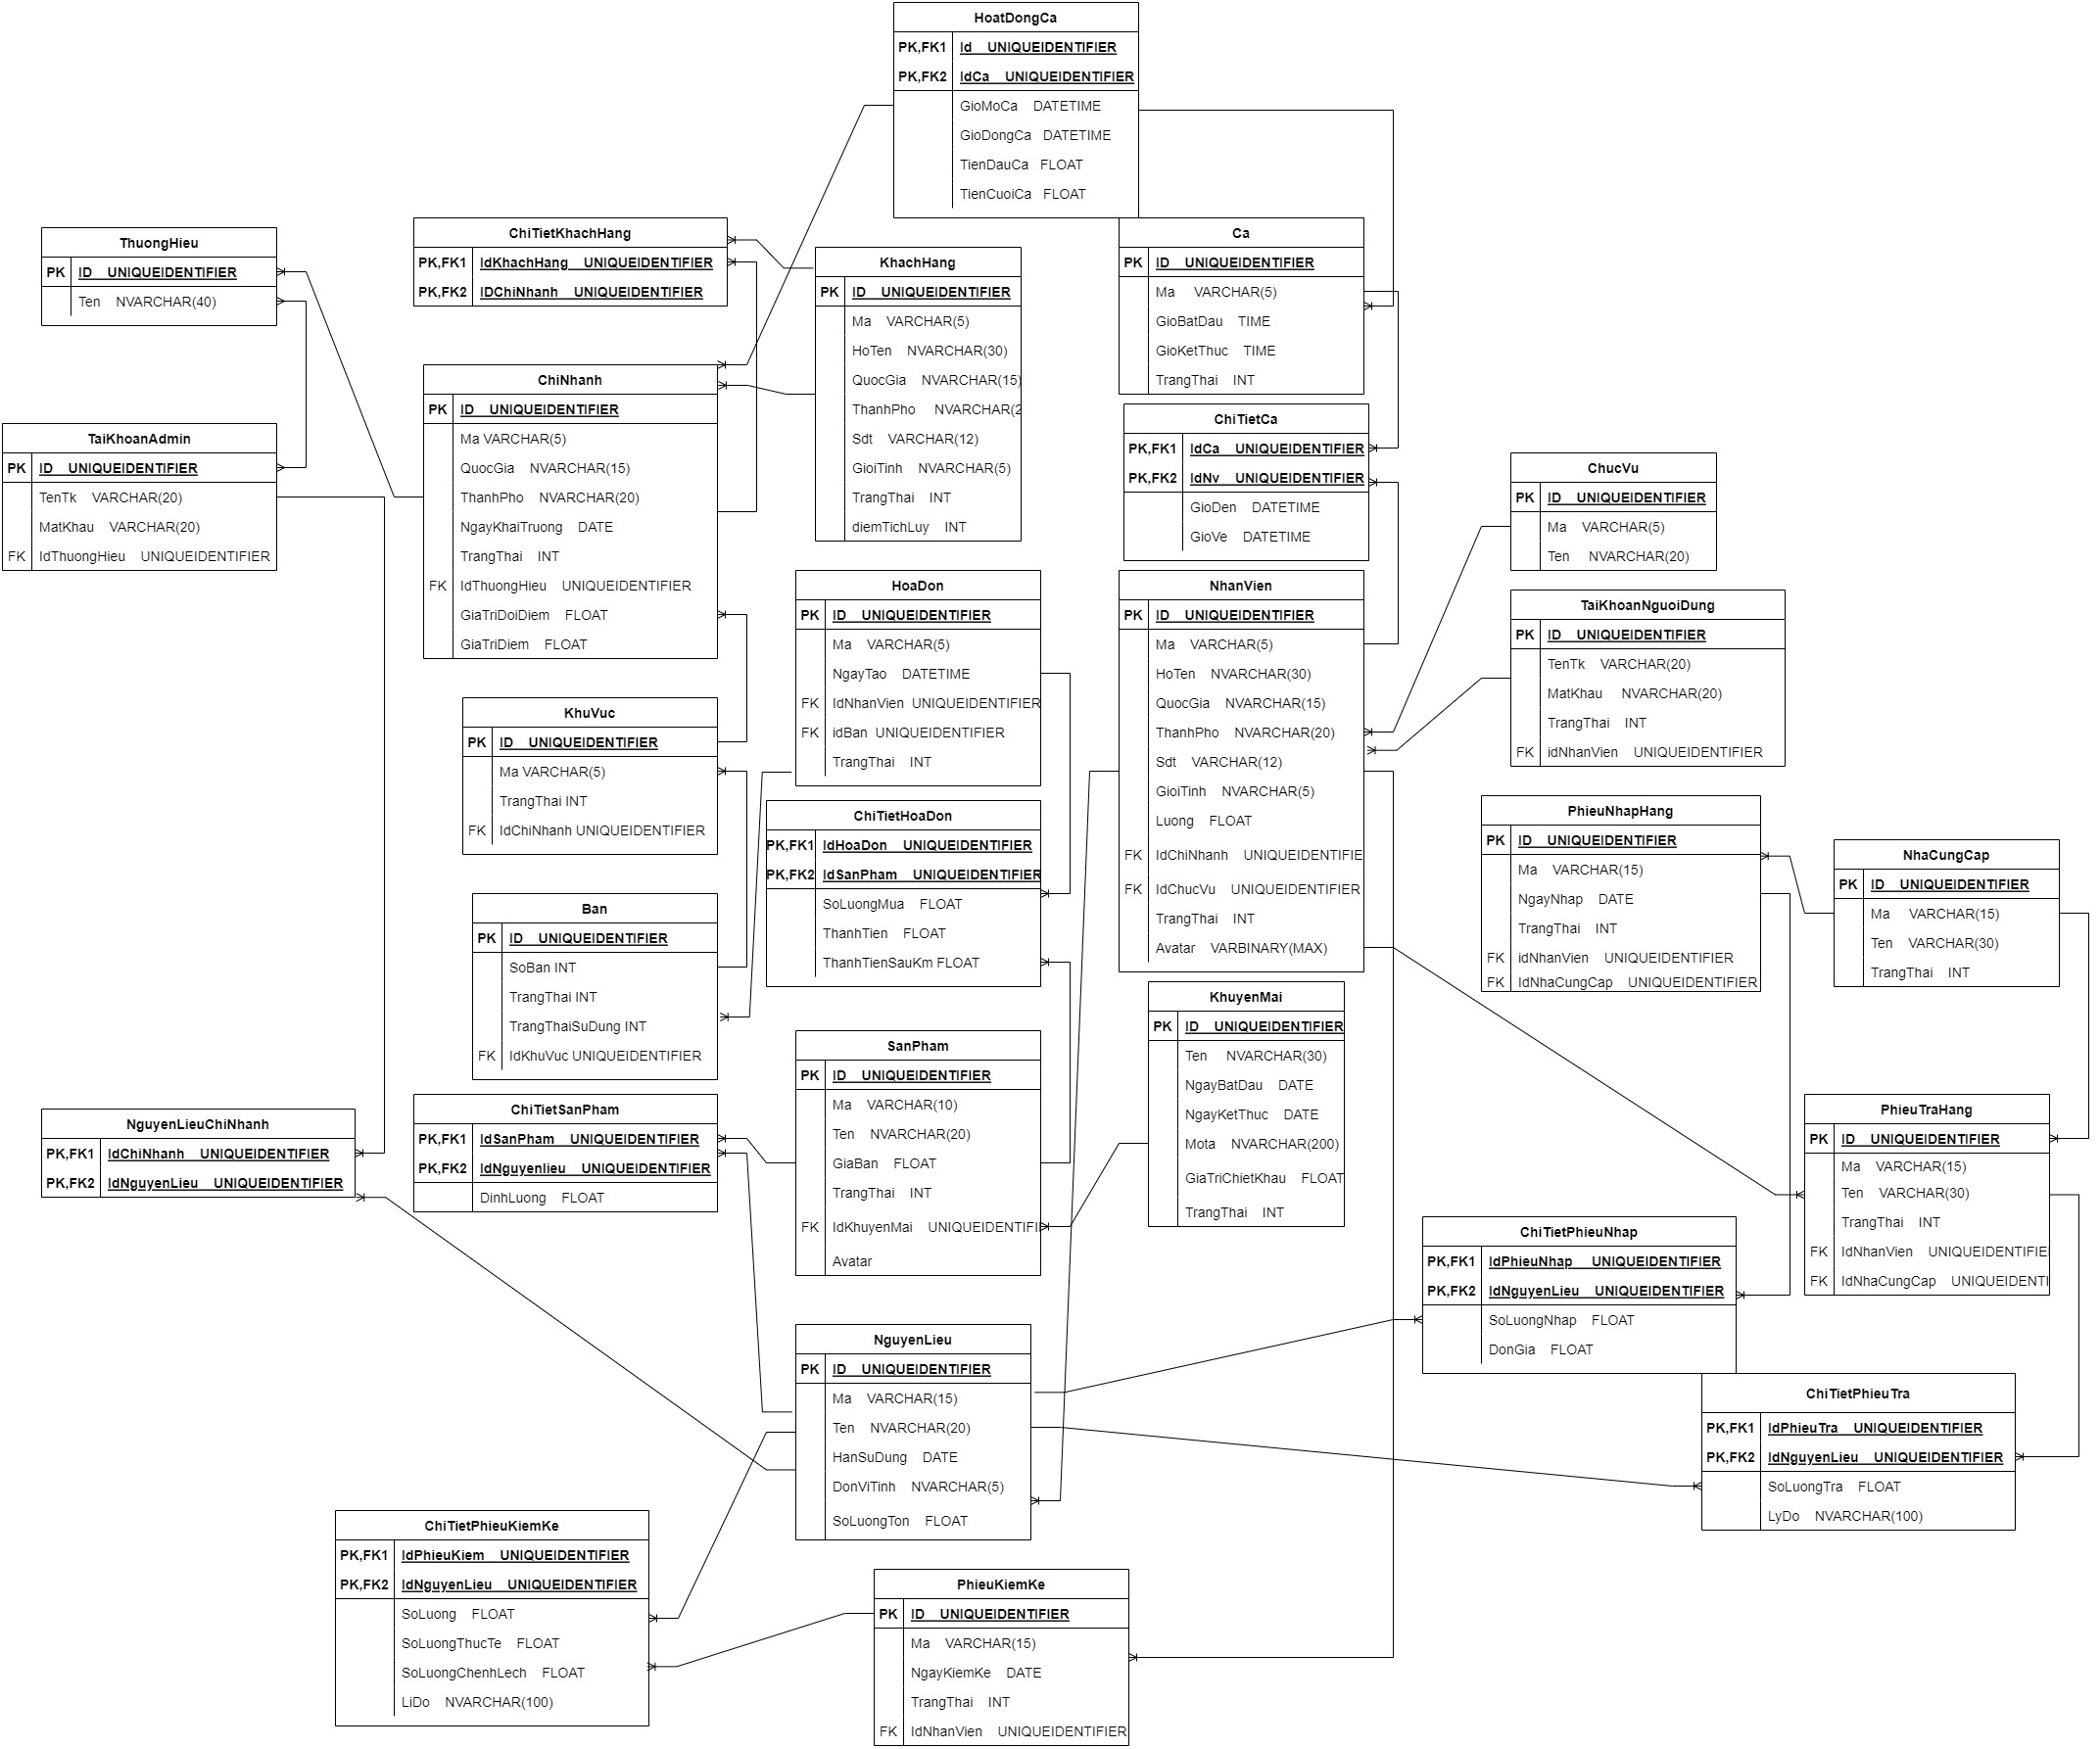 HoatDongCa
PK,FK1 Id UNIQUEIDENTIFIER
PK,FK2 IdCa UNIQUEIDENTIFIER
GioMoCa DATETIME
GioDongCa DATETIME
TienDauCa FLOAT
TienCuoiCa FLOAT
ThuongHieu
PK ID UNIQUEIDENTIFIER
Ten NVARCHAR(40)
ChiTietKhachHang
PK,FK1 IdKhachHang UNIQUEIDENTIFIER
PK,FK2 IDChiNhanh UNIQUEIDENTIFIER
KhachHang
PK ID UNIQUEIDENTIFIER
Ma VARCHAR(5)
HoTen NVARCHAR(30)
QuocGia NVARCHAR(15)
ThanhPho NVARCHAR(2
Sdt VARCHAR(12)
GioiTinh NVARCHAR(5)
TrangThai INT
diemTichLuy INT
Ca
PK ID UNIQUEIDENTIFIER
Ma VARCHAR(5)
GioBatDau TIME
GioKetThuc TIME
TrangThai INT
ChiNhanh
PK ID UNIQUEIDENTIFIER
Ma VARCHAR(5)
QuocGia NVARCHAR(15)
ThanhPho NVARCHAR(20)
NgayKhaiTruong DATE
TrangThai INT
FK IdThuongHieu UNIQUEIDENTIFIER
GiaTriDoiDiem FLOAT
GiaTriDiem FLOAT
TaiKhoanAdmin
PK ID UNIQUEIDENTIFIER
TenTk VARCHAR(20)
MatKhau VARCHAR(20)
FK IdThuongHieu UNIQUEIDENTIFIER
ChiTietCa
PK,FK1 IdCa UNIQUEIDENTIFIER
PK,FK2 IdNv UNIQUEIDENTIFIER
GioDen DATETIME
GioVe DATETIME
ChucVu
PK ID UNIQUEIDENTIFIER
Ma VARCHAR(5)
Ten NVARCHAR(20)
HoaDon
PK ID UNIQUEIDENTIFIER
Ma VARCHAR(5)
NgayTao DATETIME
FK IdNhanVien UNIQUEIDENTIFIER
FK idBan UNIQUEIDENTIFIER
TrangThai INT
NhanVien
PK ID UNIQUEIDENTIFIER
Ma VARCHAR(5)
HoTen NVARCHAR(30)
QuocGia NVARCHAR(15)
ThanhPho NVARCHAR(20)
Sdt VARCHAR(12)
GioiTinh NVARCHAR(5)
Luong FLOAT
FK IdChiNhanh UNIQUEIDENTIFIE
FK IdChucVu UNIQUEIDENTIFIER
TrangThai INT
Avatar VARBINARY(MAX)
TaiKhoanNguoiDung
PK ID UNIQUEIDENTIFIER
TenTk VARCHAR(20)
MatKhau NVARCHAR(20)
TrangThai INT
FK idNhanVien UNIQUEIDENTIFIER
KhuVuc
PK ID UNIQUEIDENTIFIER
Ma VARCHAR(5)
TrangThai INT
FK IdChiNhanh UNIQUEIDENTIFIER
ChiTietHoaDon
PK,FK1 IdHoaDon UNIQUEIDENTIFIER
PK,FK2 IdSanPham UNIQUEIDENTIFIER
SoLuongMua FLOAT
ThanhTien FLOAT
ThanhTienSauKm FLOAT
PhieuNhapHang
PK ID UNIQUEIDENTIFIER
Ma VARCHAR(15)
NgayNhap DATE
TrangThai INT
FK idNhanVien UNIQUEIDENTIFIER
FK IdNhaCungCap UNIQUEIDENTIFIER
NhaCungCap
PK ID UNIQUEIDENTIFIER
Ma VARCHAR(15)
Ten VARCHAR(30)
TrangThai INT
Ban
PK ID UNIQUEIDENTIFIER
SoBan INT
TrangThai INT
TrangThaiSuDung INT
FK IdKhuVuc UNIQUEIDENTIFIER
KhuyenMai
PK ID UNIQUEIDENTIFIER
Ten NVARCHAR(30)
NgayBatDau DATE
NgayKetThuc DATE
Mota NVARCHAR(200)
GiaTriChietKhau FLOAT
TrangThai INT
SanPham
PK ID UNIQUEIDENTIFIER
Ma VARCHAR(10)
Ten NVARCHAR(20)
GiaBan FLOAT
TrangThai INT
FK IdKhuyenMai UNIQUEIDENTIFI
Avatar
ChiTietSanPham
PK,FK1 IdSanPham UNIQUEIDENTIFIER
PK,FK2 IdNguyenlieu UNIQUEIDENTIFIER
DinhLuong FLOAT
NguyenLieuChiNhanh
PK,FK1 IdChiNhanh UNIQUEIDENTIFIER
PK,FK2 IdNguyenLieu UNIQUEIDENTIFIER
PhieuTraHang
PK ID UNIQUEIDENTIFIER
Ma VARCHAR(15)
Ten VARCHAR(30)
TrangThai INT
FK IdNhanVien UNIQUEIDENTIFIE
FK IdNhaCungCap UNIQUEIDENTI
ChiTietPhieuNhap
PK,FK1 IdPhieuNhap UNIQUEIDENTIFIER
PK,FK2 IdNguyenLieu UNIQUEIDENTIFIER
SoLuongNhap FLOAT
DonGia FLOAT
NguyenLieu
PK ID UNIQUEIDENTIFIER
Ma VARCHAR(15)
Ten NVARCHAR(20)
HanSuDung DATE
DonViTinh NVARCHAR(5)
SoLuongTon FLOAT
ChiTietPhieuTra
PK,FK1 IdPhieuTra UNIQUEIDENTIFIER
PK,FK2 IdNguyenLieu UNIQUEIDENTIFIER
SoLuongTra FLOAT
LyDo NVARCHAR(100)
ChiTietPhieuKiemKe
PK,FK1 IdPhieuKiem UNIQUEIDENTIFIER
PK,FK2 IdNguyenLieu UNIQUEIDENTIFIER
SoLuong FLOAT
SoLuongThucTe FLOAT
SoLuongChenhLech FLOAT
LiDo NVARCHAR(100)
PhieuKiemKe
PK ID UNIQUEIDENTIFIER
Ma VARCHAR(15)
NgayKiemKe DATE
TrangThai INT
FK IdNhanVien UNIQUEIDENTIFIER